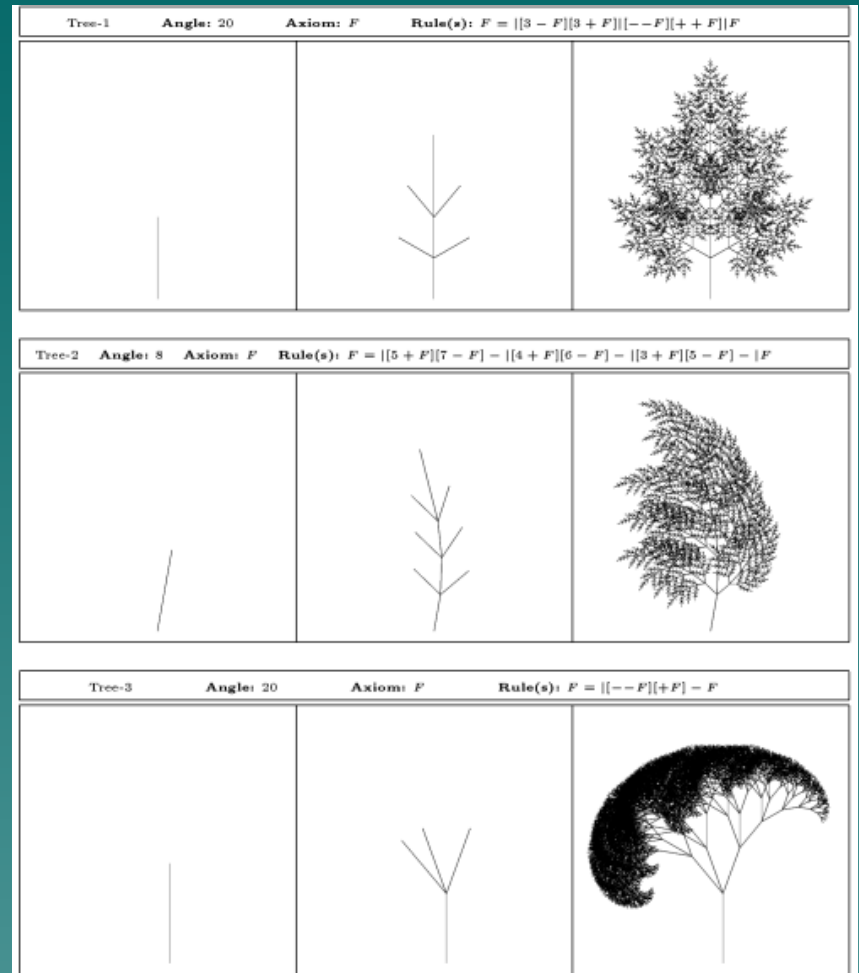 Tree-1 Angle: 20 Axiom: F Rule(s): F = |[3 − F][3 + F]|[− − F][+ + F]|F
Tree-2 Angle: 8 Axiom: F Rule(s): F = |[5 + F][7 − F] − |[4 + F][6 − F] − |[3 + F][5 − F] − |F
Tree-3 Angle: 20 Axiom: F Rule(s): F = |[− − F][+F] − F